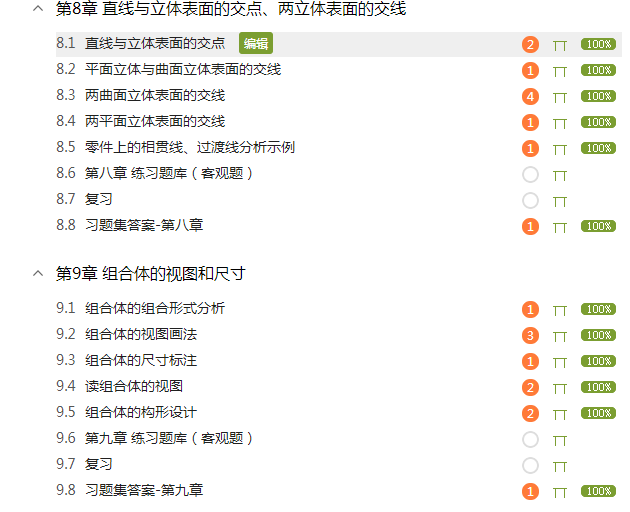 第8章 直线与立体表面的交点、两立体表面的交线
8.1 直线与立体表面的交点 编辑 2 100%
8.2 平面立体与曲面立体表面的交线 1 100%
8.3 两曲面立体表面的交线 4 100%
8.4 两平面立体表面的交线 1 100%
8.5 零件上的相贯线、过渡线分析示例 1 100%
8.6 第八章 练习题库（客观题）
8.7 复习
8.8 习题集答案-第八章 1 100%
第9章 组合体的视图和尺寸
9.1 组合体的组合形式分析 1 100%
9.2 组合体的视图画法 3 100%
9.3 组合体的尺寸标注 1 100%
9.4 读组合体的视图 2 100%
9.5 组合体的构形设计 2 100%
9.6 第九章 练习题库（客观题）
9.7 复习
9.8 习题集答案-第九章 1 100%